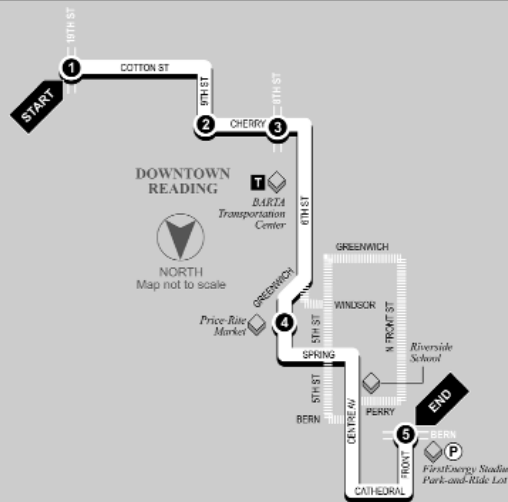 19TH ST
1
COTTON ST
START
9TH ST
8TH ST
2
CHERRY
3
DOWNTOWN
READING
T
BARTA
Transportation
Center
6TH ST
NORTH
Map not to scale
GREENWICH
GREENWICH
WINDSOR
Price-Rite
Market
4
5TH ST
N FRONT ST
Riverside
School
SPRING
5TH ST
BERN
CENTRE AV
PERRY
END
5
BERN
P
FRONT
FirstEnergy Stadiu
Park-and-Ride Lot
CATHEDRAL